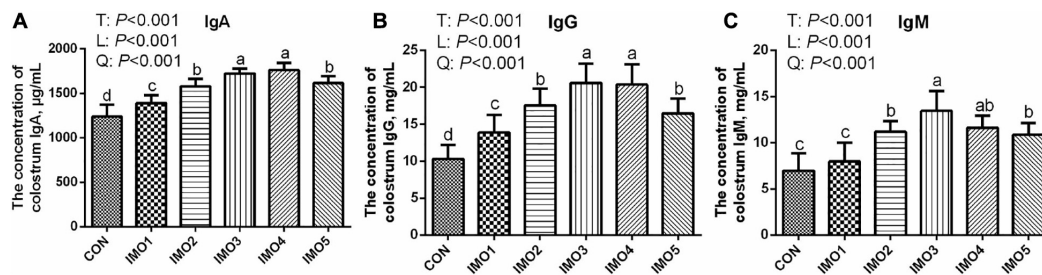 A
T: P<0.001
L: P<0.001
Q: P<0.001
IgA
The concentration of
colostrum IgA, μg/mL
2000
1500
1000
500
0
d
c
b
a
a
b
CON
IMO1
IMO2
IMO3
IMO4
IMO5
B
T: P<0.001
L: P<0.001
Q: P<0.001
IgG
The concentration of
colostrum IgG, mg/mL
25
20
15
10
5
0
d
c
b
a
a
b
CON
IMO1
IMO2
IMO3
IMO4
IMO5
C
T: P<0.001
L: P<0.001
Q: P<0.001
IgM
The concentration of
colostrum IgM, mg/mL
20
15
10
5
0
c
c
b
a
ab
b
CON
IMO1
IMO2
IMO3
IMO4
IMO5